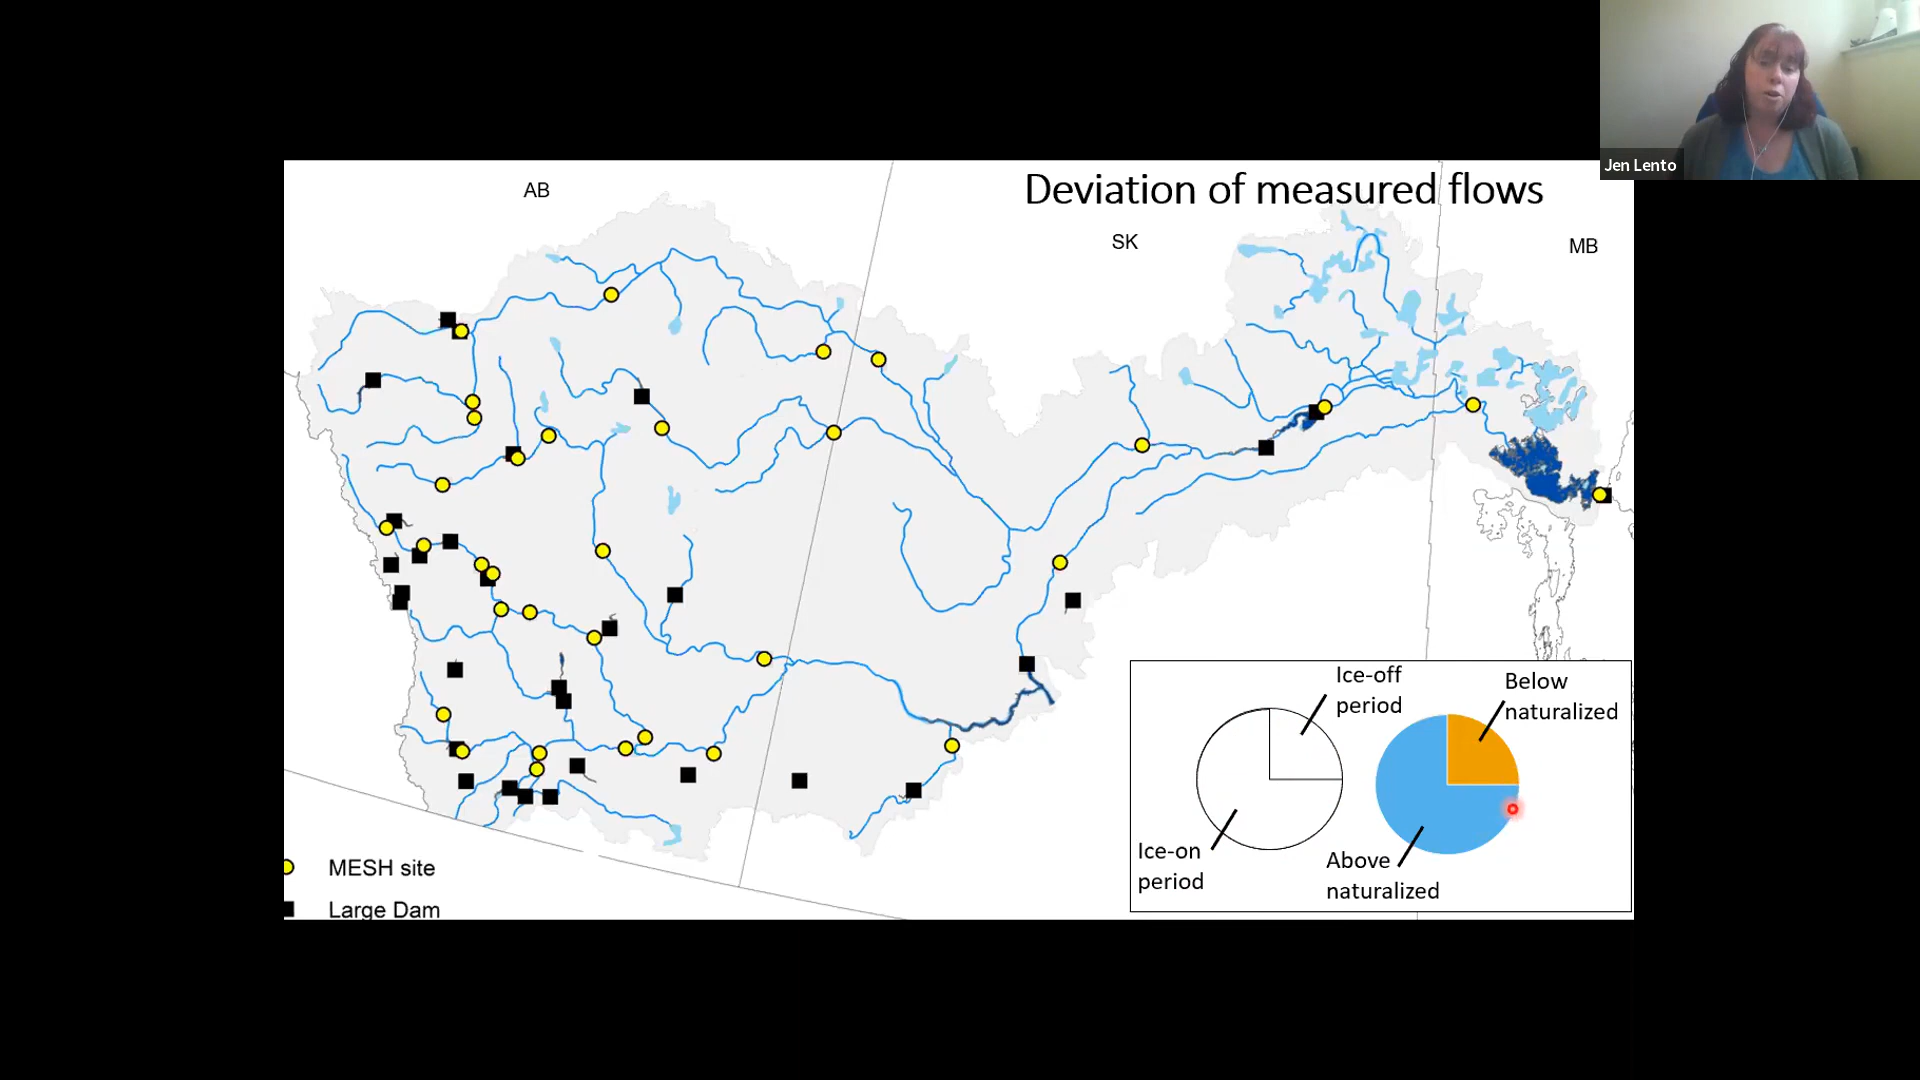 Jen Lento
Deviation of measured flows
AB
SK
MB
Ice-off
period
Below
naturalized
Ice-on
period
Above
naturalized
MESH site
Large Dam